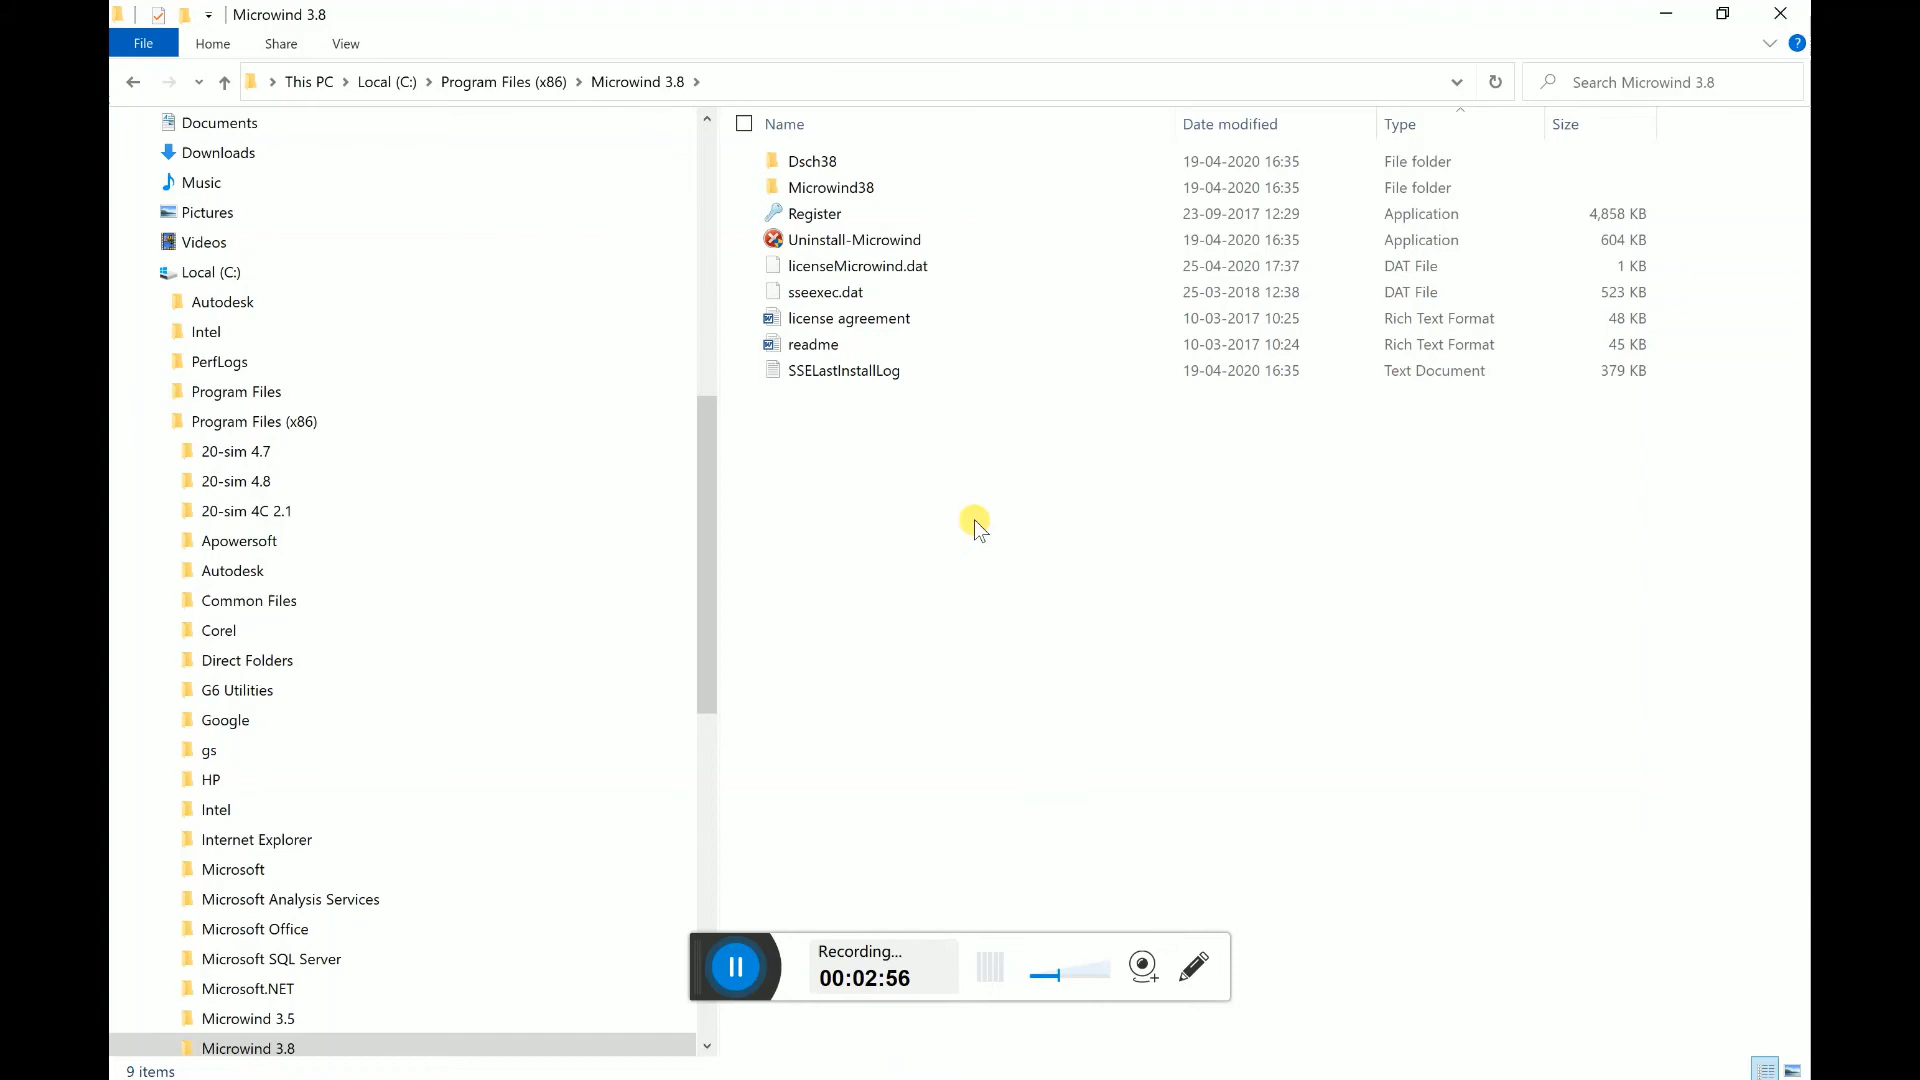 Microwind 3.8
File Home Share View
This PC Local (C:) Program Files (x86) Microwind 3.8
Search Microwind 3.8
Documents
Downloads
Music
Pictures
Videos
Local (C:)
Autodesk
Intel
PerfLogs
Program Files
Program Files (x86)
20-sim 4.7
20-sim 4.8
20-sim 4C 2.1
Apowersoft
Autodesk
Common Files
Corel
Direct Folders
G6 Utilities
Google
gs
HP
Intel
Internet Explorer
Microsoft
Microsoft Analysis Services
Microsoft Office
Microsoft SQL Server
Microsoft.NET
Microwind 3.5
Microwind 3.8
Name Date modified Type Size
Dsch38 19-04-2020 16:35 File folder
Microwind38 19-04-2020 16:35 File folder
Register 23-09-2017 12:29 Application 4,858 KB
Uninstall-Microwind 19-04-2020 16:35 Application 604 KB
licenseMicrowind.dat 25-04-2020 17:37 DAT File 1 KB
sseexec.dat 25-03-2018 12:38 DAT File 523 KB
license agreement 10-03-2017 10:25 Rich Text Format 48 KB
readme 10-03-2017 10:24 Rich Text Format 45 KB
SSELastInstallLog 19-04-2020 16:35 Text Document 379 KB
Recording...
00:02:56
9 items